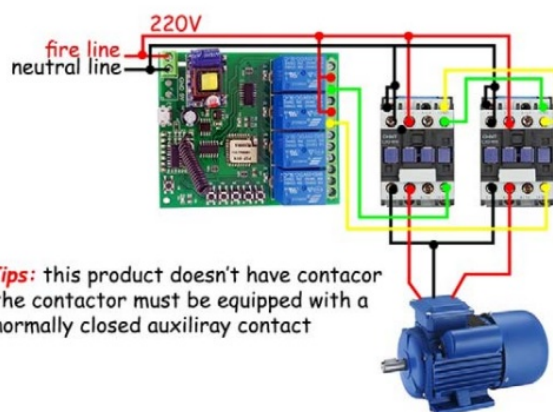 220V
fire line
neutral line
Tips: this product doesn't have contacor
the contactor must be equipped with a
normally closed auxiliray contact